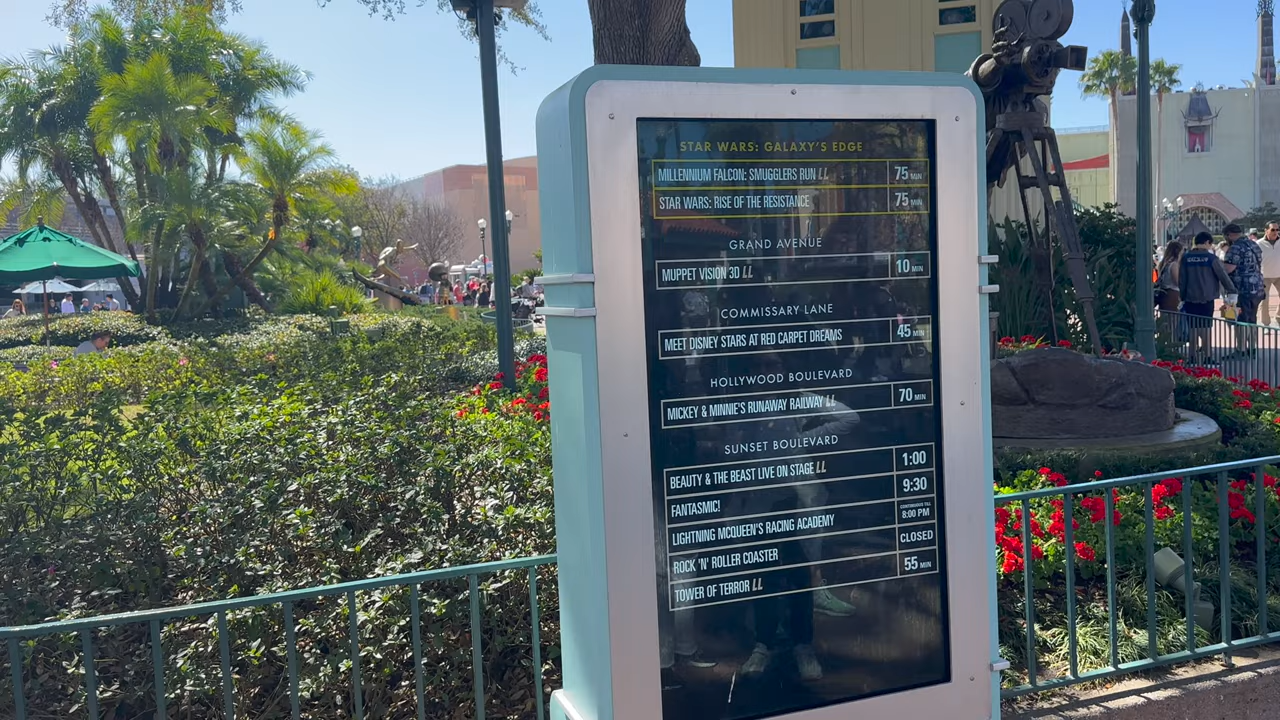 STAR WARS: GALAXY'S EDGE
MILLENNIUM FALCON: SMUGGLERS RUN LL 75 MIN
STAR WARS: RISE OF THE RESISTANCE 75 MIN
GRAND AVENUE
MUPPET VISION 3D LL 10 MIN
COMMISSARY LANE
MEET DISNEY STARS AT RED CARPET DREAMS 45 MIN
HOLLYWOOD BOULEVARD
MICKEY & MINNIE'S RUNAWAY RAILWAY LL 70 MIN
SUNSET BOULEVARD
BEAUTY & THE BEAST LIVE ON STAGE LL 1:00
FANTASMIC! 9:30
LIGHTNING MCQUEEN'S RACING ACADEMY CONTINUOUS TILL 8:00 PM
ROCK 'N' ROLLER COASTER CLOSED
TOWER OF TERROR LL 55 MIN